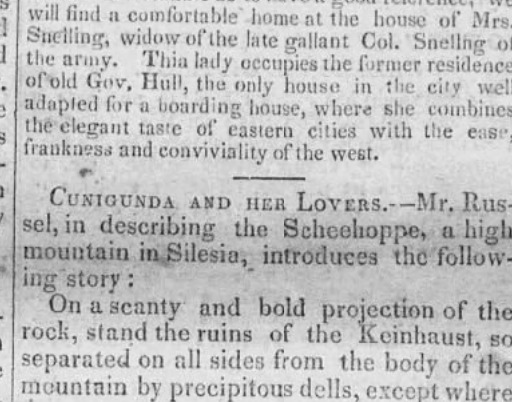 will find a comfortable home at the house of Mrs.
Snelling, widow of the late gallant Col. Snellng of
the army. Thia lady occupies the former residence
of old Gov. Hull, the only house in the city well
adapted for a boarding house, where she combines
the elegant taste of eastern cities with the ease,
frankness and conviviality of the west.
CUNIGUNDA AND HER LOVERS.—Mr. Rus-
sel, in describing the Scheehoppe, a high
mountain in Silesia, introduces the follow-
ing story:
On a scanty and bold projection of the
rock, stand the ruins of the Keinhaust, so
separated on all sides from the body of the
mountain by precipitous dells, except where